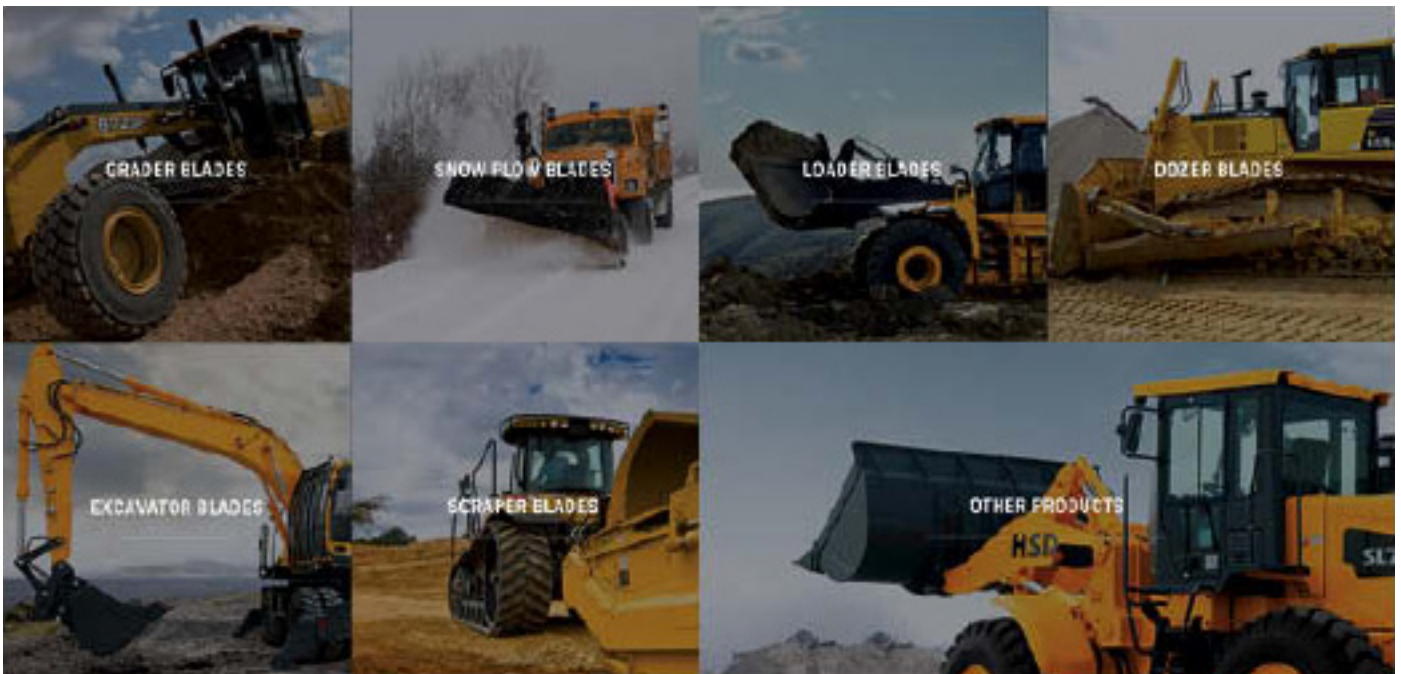 GRADER BLADES
SNOW PLOW BLADES
LOADER BLADES
DOZER BLADES
EXCAVATOR BLADES
SCRAPER BLADES
OTHER PRODUCTS
HSD